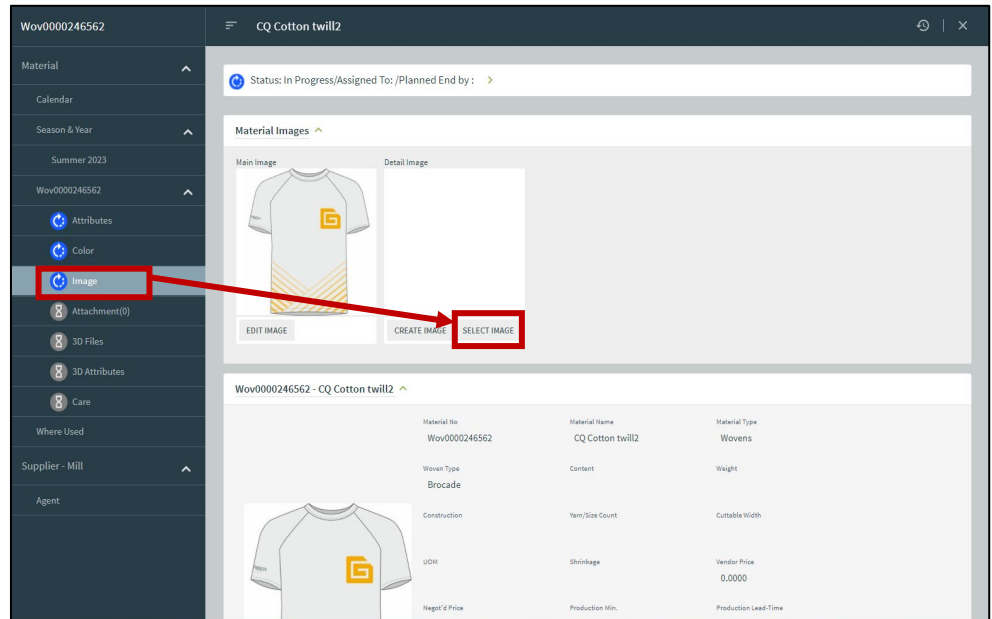 Wov0000246562
CQ Cotton twill2
Material
Calendar
Season & Year
Summer 2023
Wov0000246562
Attributes
Color
Image
Attachment(0)
3D Files
3D Attributes
Care
Where Used
Supplier - Mill
Agent
Status: In Progress/Assigned To: /Planned End by :
Material Images
Main Image Detail Image
EDIT IMAGE CREATE IMAGE SELECT IMAGE
Wov0000246562 - CQ Cotton twill2
Material No Material Name Material Type
Wov0000246562 CQ Cotton twill2 Wovens
Woven Type Content Weight
Brocade
Construction Yarn/Size Count Cuttable Width
UOM Shrinkage Vendor Price
0.0000
Negot'd Price Production Min. Production Lead-Time